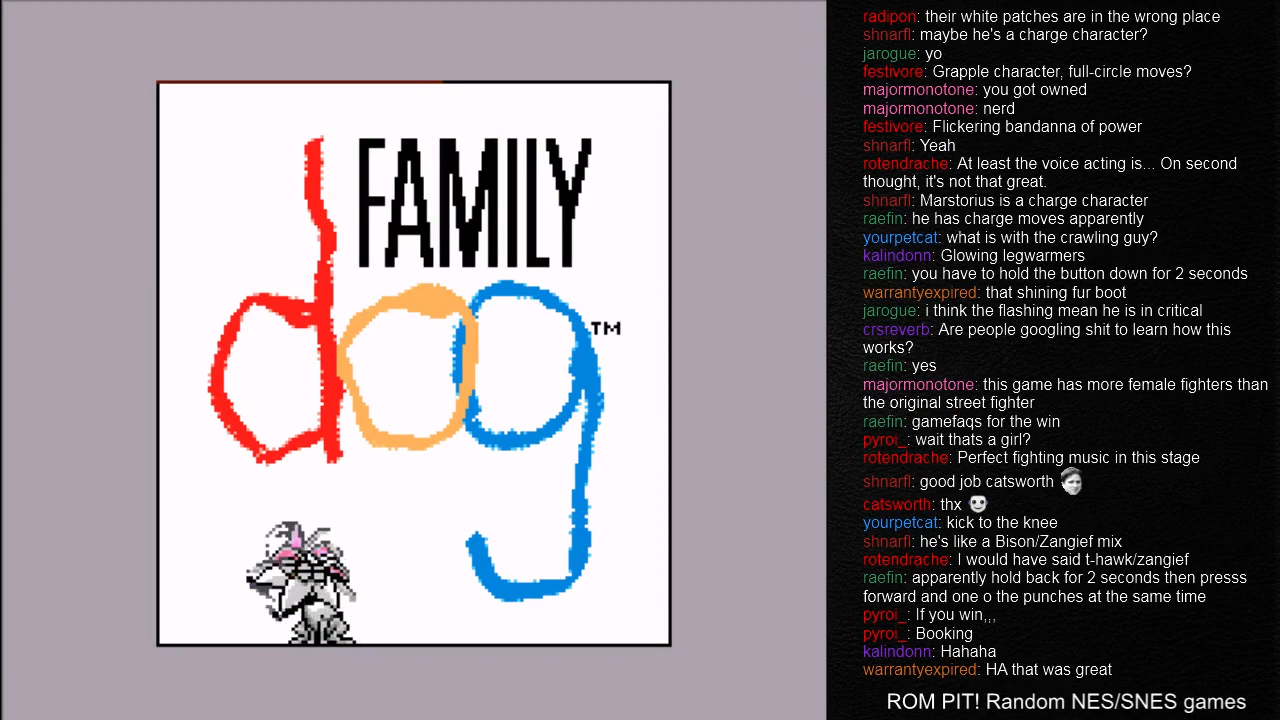 FAMILY
dog
TM
radipon: their white patches are in the wrong place
shnarfl: maybe he's a charge character?
jarogue: yo
festivore: Grapple character, full-circle moves?
majormonotone: you got owned
majormonotone: nerd
festivore: Flickering bandanna of power
shnarfl: Yeah
rotendrache: At least the voice acting is... On second
thought, it's not that great.
shnarfl: Marstorius is a charge character
raefin: he has charge moves apparently
yourpetcat: what is with the crawling guy?
kalindonn: Glowing legwarmers
raefin: you have to hold the button down for 2 seconds
warrantyexpired: that shining fur boot
jarogue: i think the flashing mean he is in critical
crsreverb: Are people googling shit to learn how this
works?
raefin: yes
majormonotone: this game has more female fighters than
the original street fighter
raefin: gamefaqs for the win
pyroi_: wait thats a girl?
rotendrache: Perfect fighting music in this stage
shnarfl: good job catsworth
catsworth: thx
yourpetcat: kick to the knee
shnarfl: he's like a Bison/Zangief mix
rotendrache: I would have said t-hawk/zangief
raefin: apparently hold back for 2 seconds then presss
forward and one o the punches at the same time
pyroi_: If you win,,,
pyroi_: Booking
kalindonn: Hahaha
warrantyexpired: HA that was great
ROM PIT! Random NES/SNES games